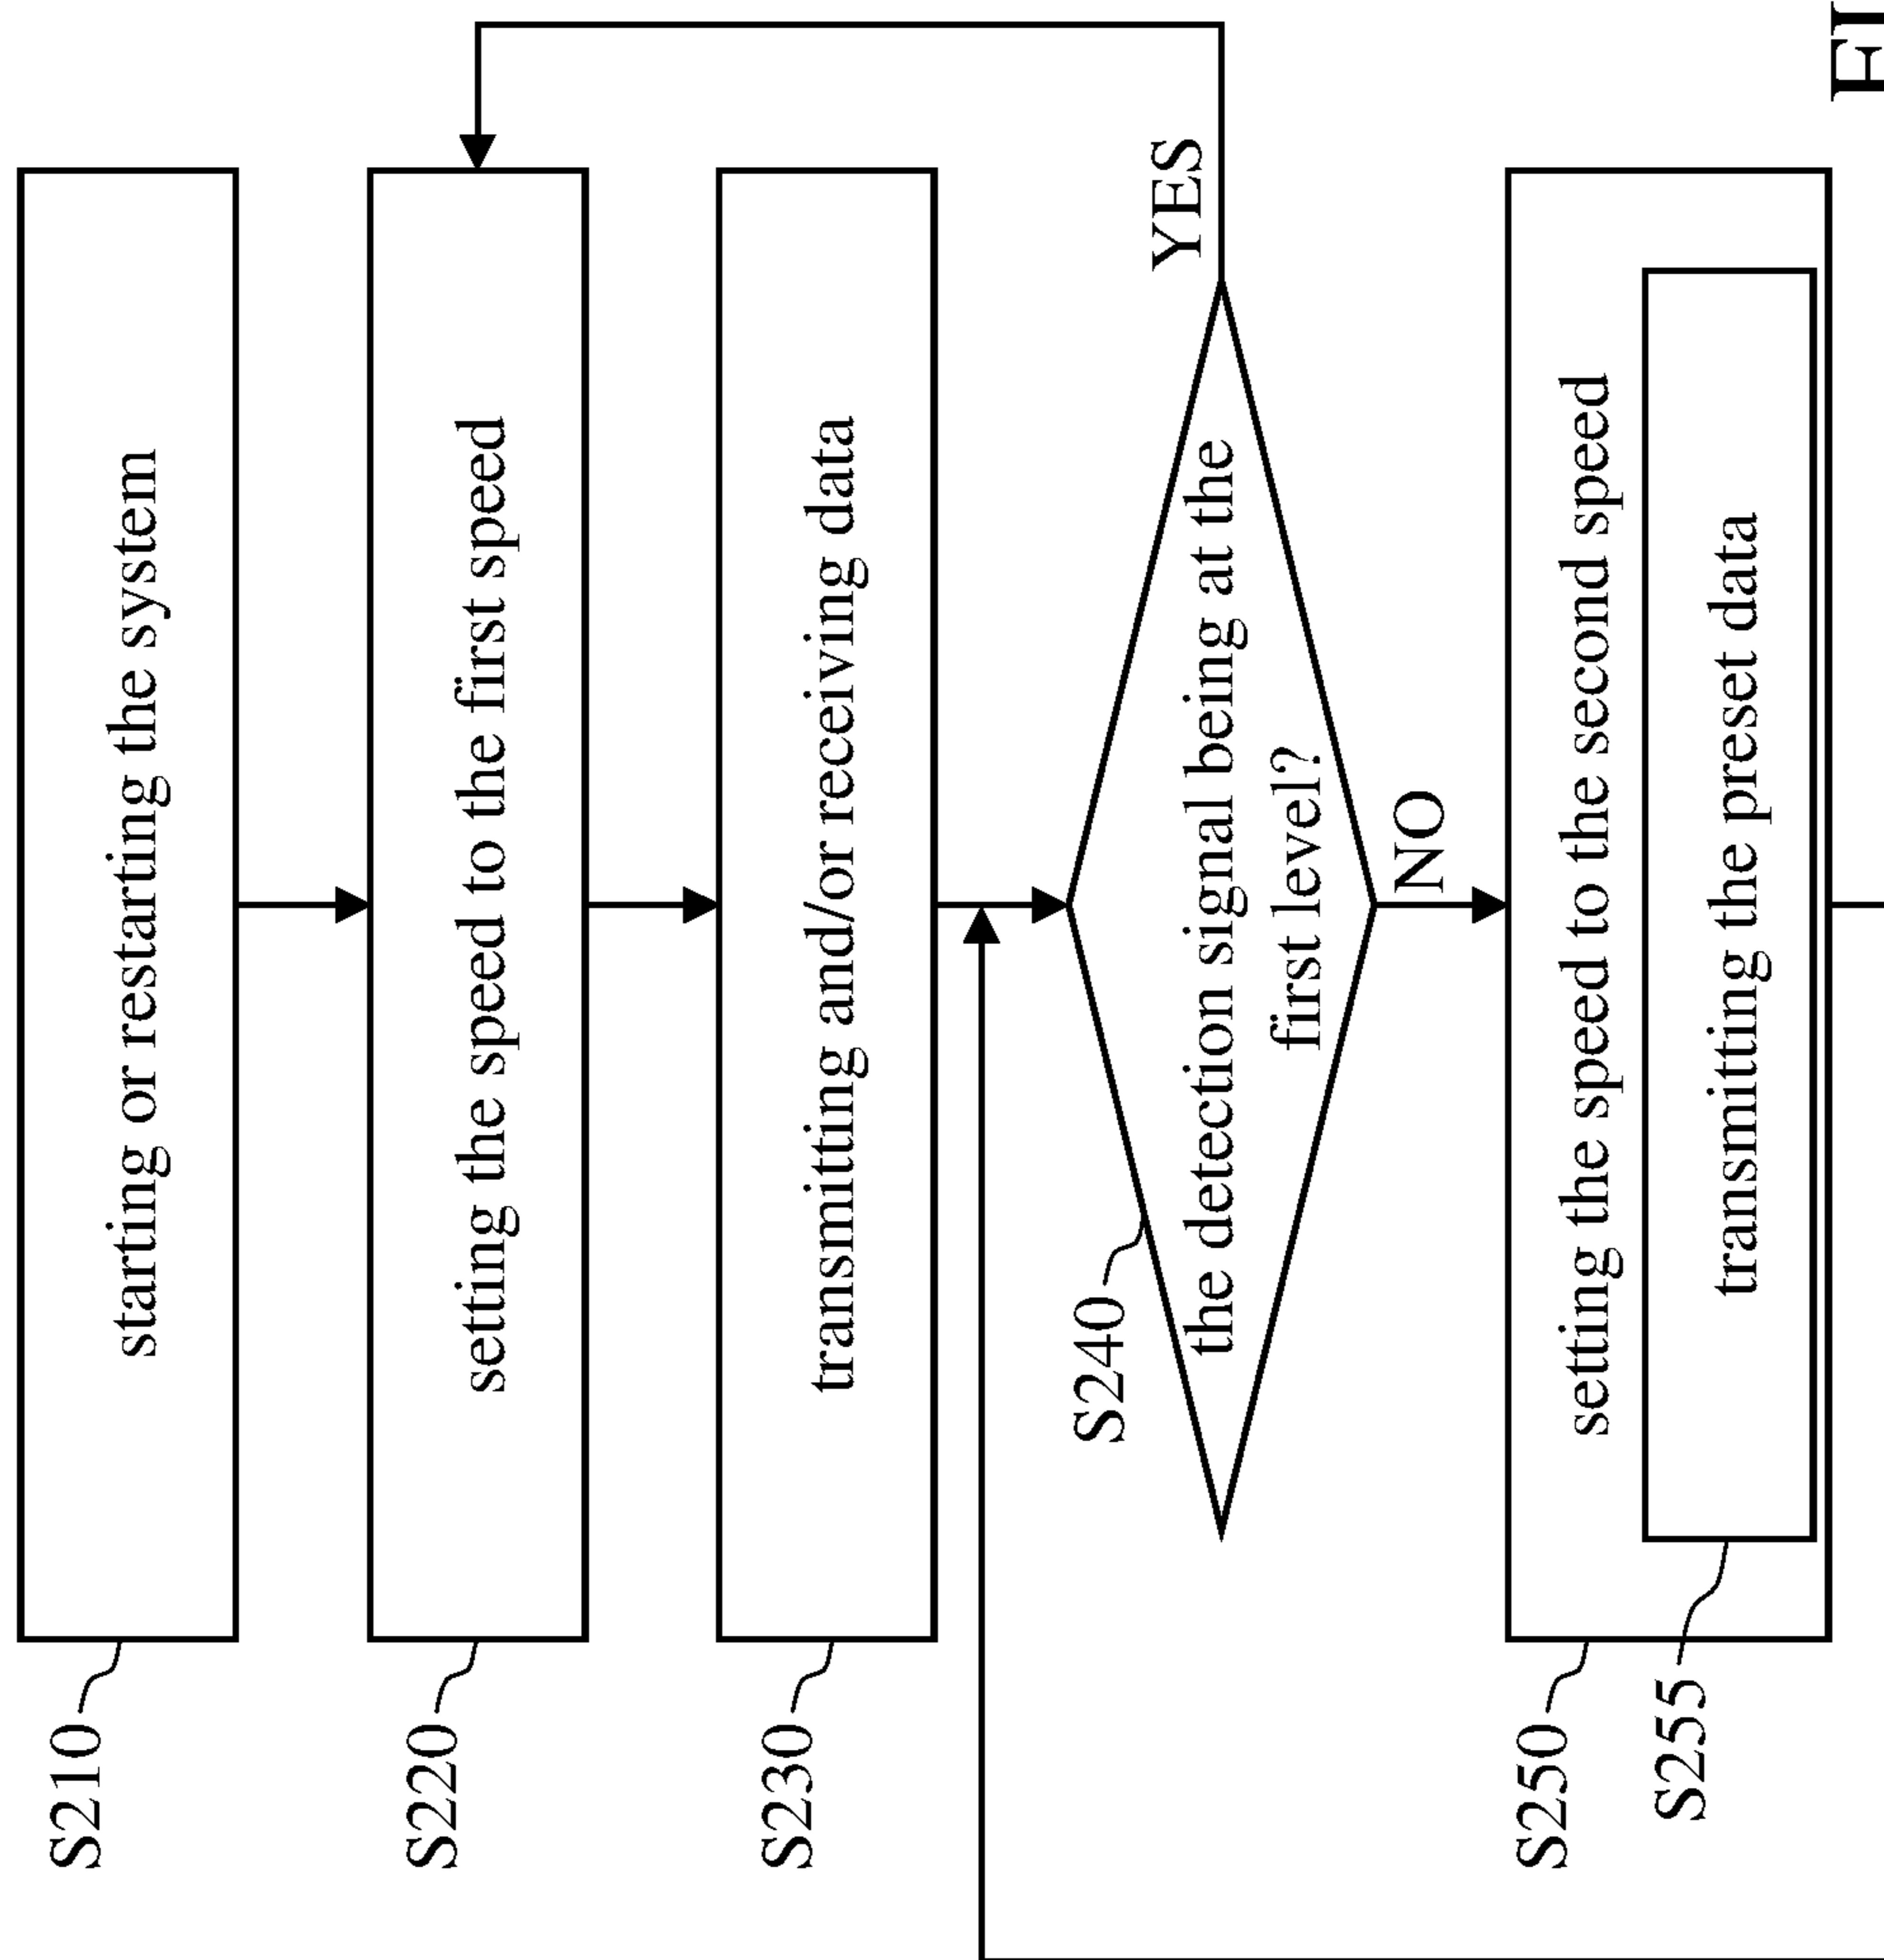 S210
starting or restarting the system
S220
setting the speed to the first speed
S230
transmitting and/or receiving data
S240
the detection signal being at the
first level?
YES
NO
S250
setting the speed to the second speed
S255
transmitting the preset data